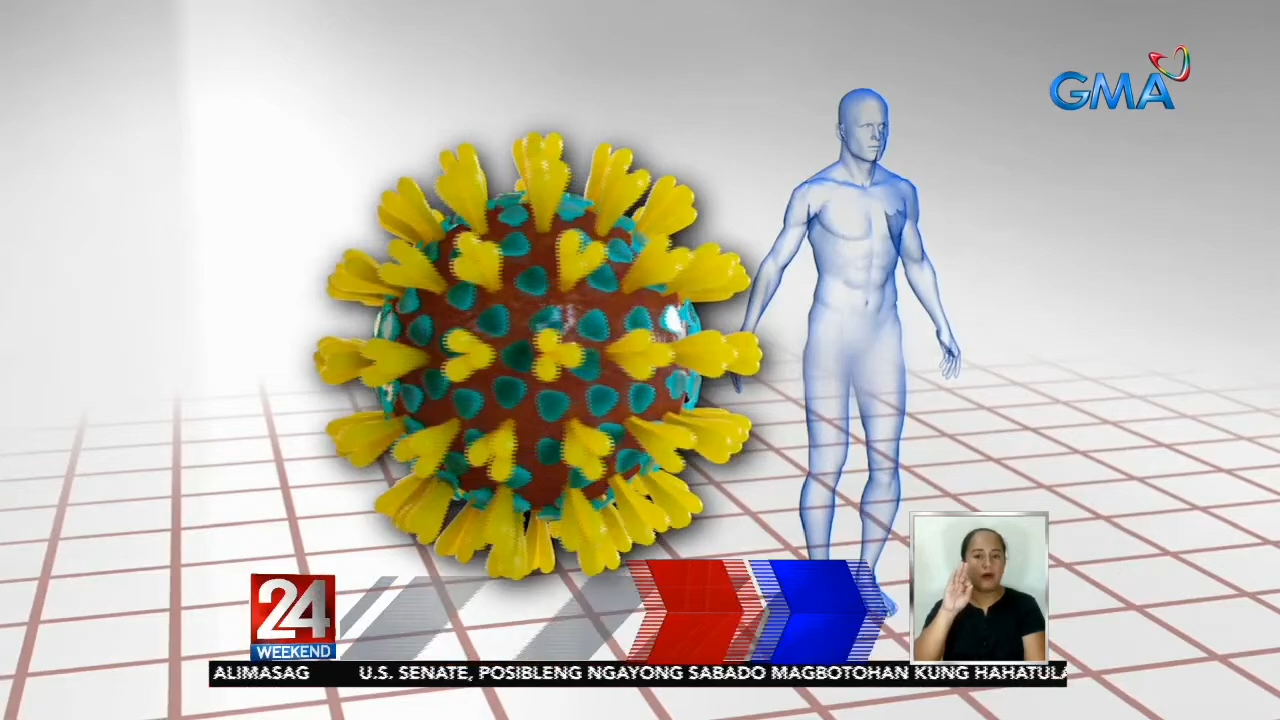 GMA
24
WEEKEND
ALIMASAG U.S. SENATE, POSIBLENG NGAYONG SABADO MAGBOTOHAN KUNG HAHATULA